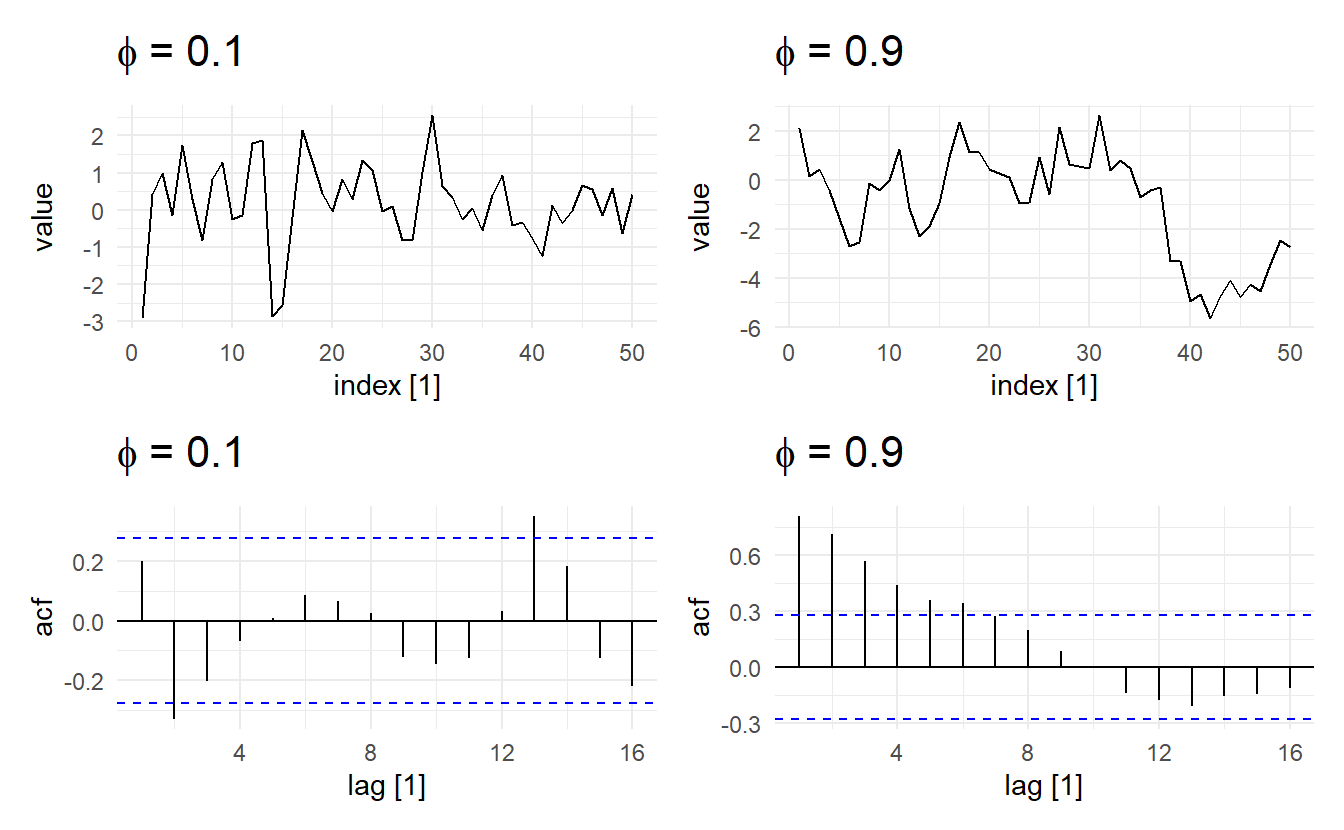 ϕ = 0.1
value
2
1
0
-1
-2
-3
0 10 20 30 40 50
index [1]
ϕ = 0.9
value
2
0
-2
-4
-6
0 10 20 30 40 50
index [1]
ϕ = 0.1
acf
0.2
0.0
-0.2
4 8 12 16
lag [1]
ϕ = 0.9
acf
0.6
0.3
0.0
-0.3
4 8 12 16
lag [1]